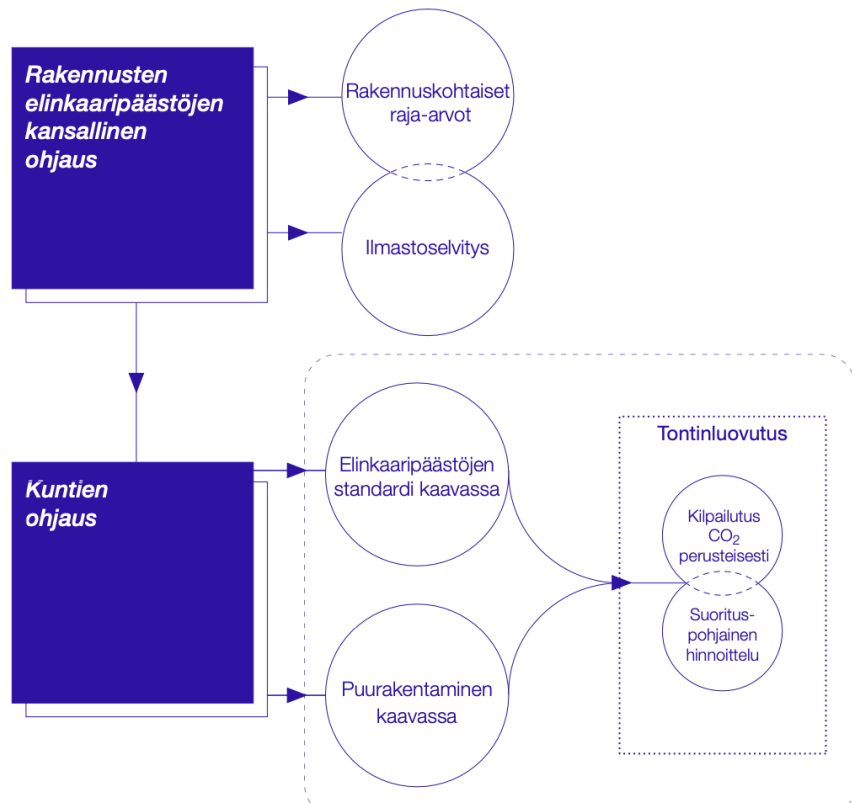 Rakennusten
elinkaaripäästöjen
kansallinen
ohjaus
Rakennuskohtaiset
raja-arvot
Ilmastoselvitys
Kuntien
ohjaus
Elinkaaripäästöjen
standardi kaavassa
Puurakentaminen
kaavassa
Tontinluovutus
Kilpailutus
CO₂
perusteisesti
Suoritus-
pohjainen
hinnoittelu